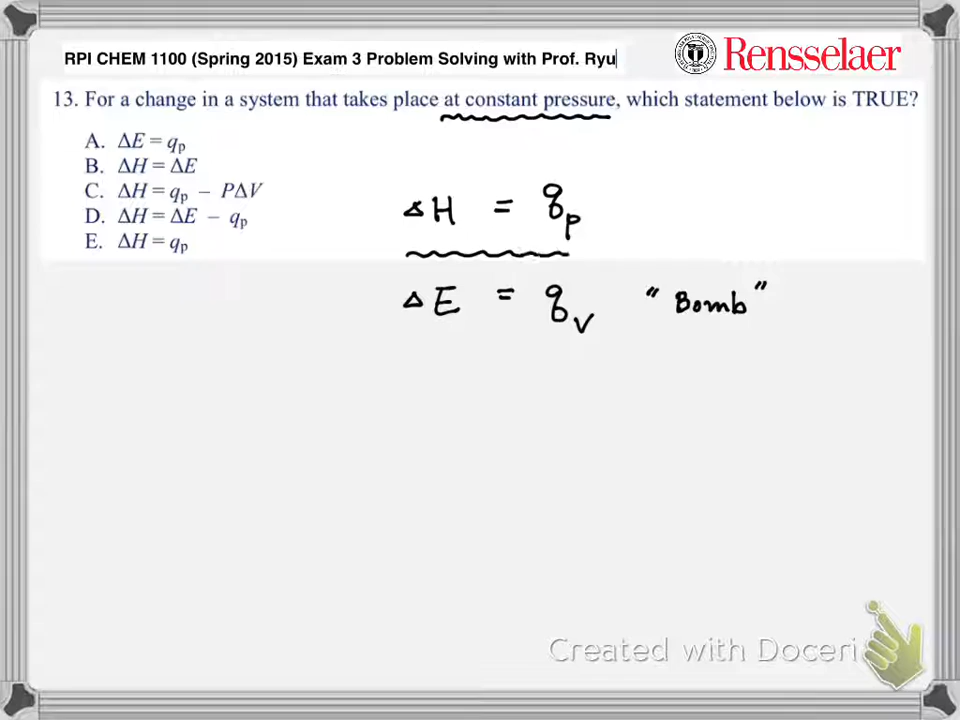 RPI CHEM 1100 (Spring 2015) Exam 3 Problem Solving with Prof. Ryu
Rensselaer
13. For a change in a system that takes place at constant pressure, which statement below is TRUE?
A. ΔE = qp
B. ΔH = ΔE
C. ΔH = qp − PΔV
D. ΔH = ΔE − qp
E. ΔH = qp
ΔH = qp
ΔE = qv "Bomb"
Created with Doceri